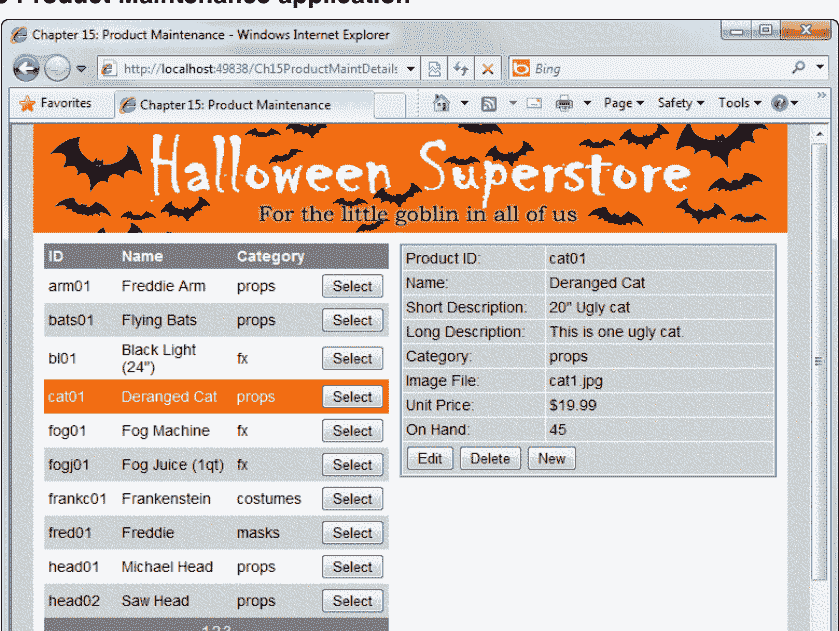 Product Maintenance application
Chapter 15: Product Maintenance - Windows Internet Explorer
http://localhost:49838/Ch15ProductMaintDetails
Bing
Favorites
Chapter 15: Product Maintenance
Page
Safety
Tools
Halloween Superstore
For the little goblin in all of us
ID Name Category
arm01 Freddie Arm props Select
bats01 Flying Bats props Select
bl01 Black Light (24") fx Select
cat01 Deranged Cat props Select
fog01 Fog Machine fx Select
fogj01 Fog Juice (1qt) fx Select
frankc01 Frankenstein costumes Select
fred01 Freddie masks Select
head01 Michael Head props Select
head02 Saw Head props Select
1 2 3
Product ID: cat01
Name: Deranged Cat
Short Description: 20" Ugly cat
Long Description: This is one ugly cat.
Category: props
Image File: cat1.jpg
Unit Price: $19.99
On Hand: 45
Edit Delete New